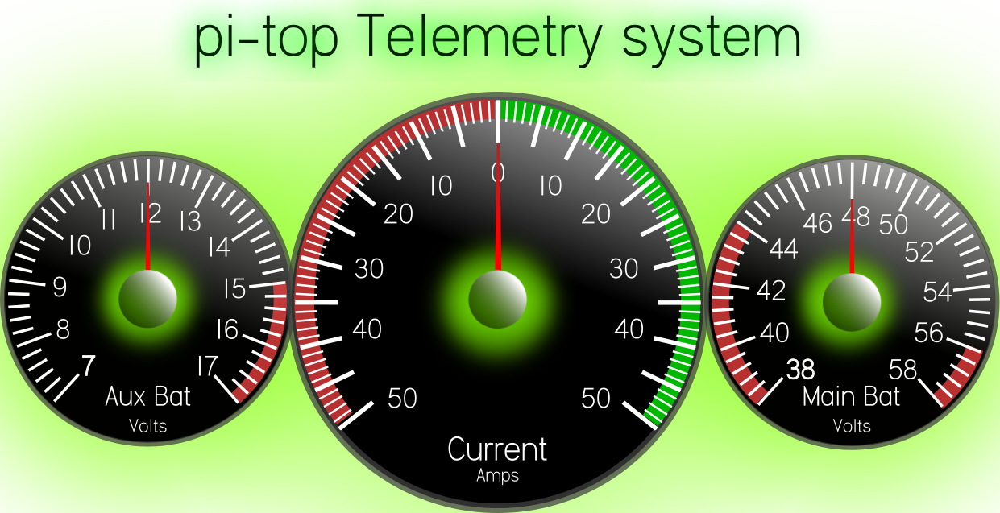 pi-top Telemetry system
7 8 9 10 11 12 13 14 15 16 17
Aux Bat
Volts
50 40 30 20 10 0 10 20 30 40 50
Current
Amps
38 40 42 44 46 48 50 52 54 56 58
Main Bat
Volts